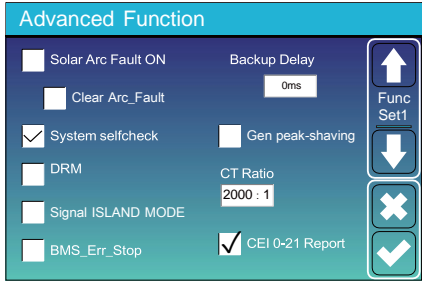 Advanced Function
Solar Arc Fault ON
Clear Arc_Fault
System selfcheck
DRM
Signal ISLAND MODE
BMS_Err_Stop
Backup Delay
0ms
Gen peak-shaving
CT Ratio
2000 : 1
CEI 0-21 Report
Func
Set1